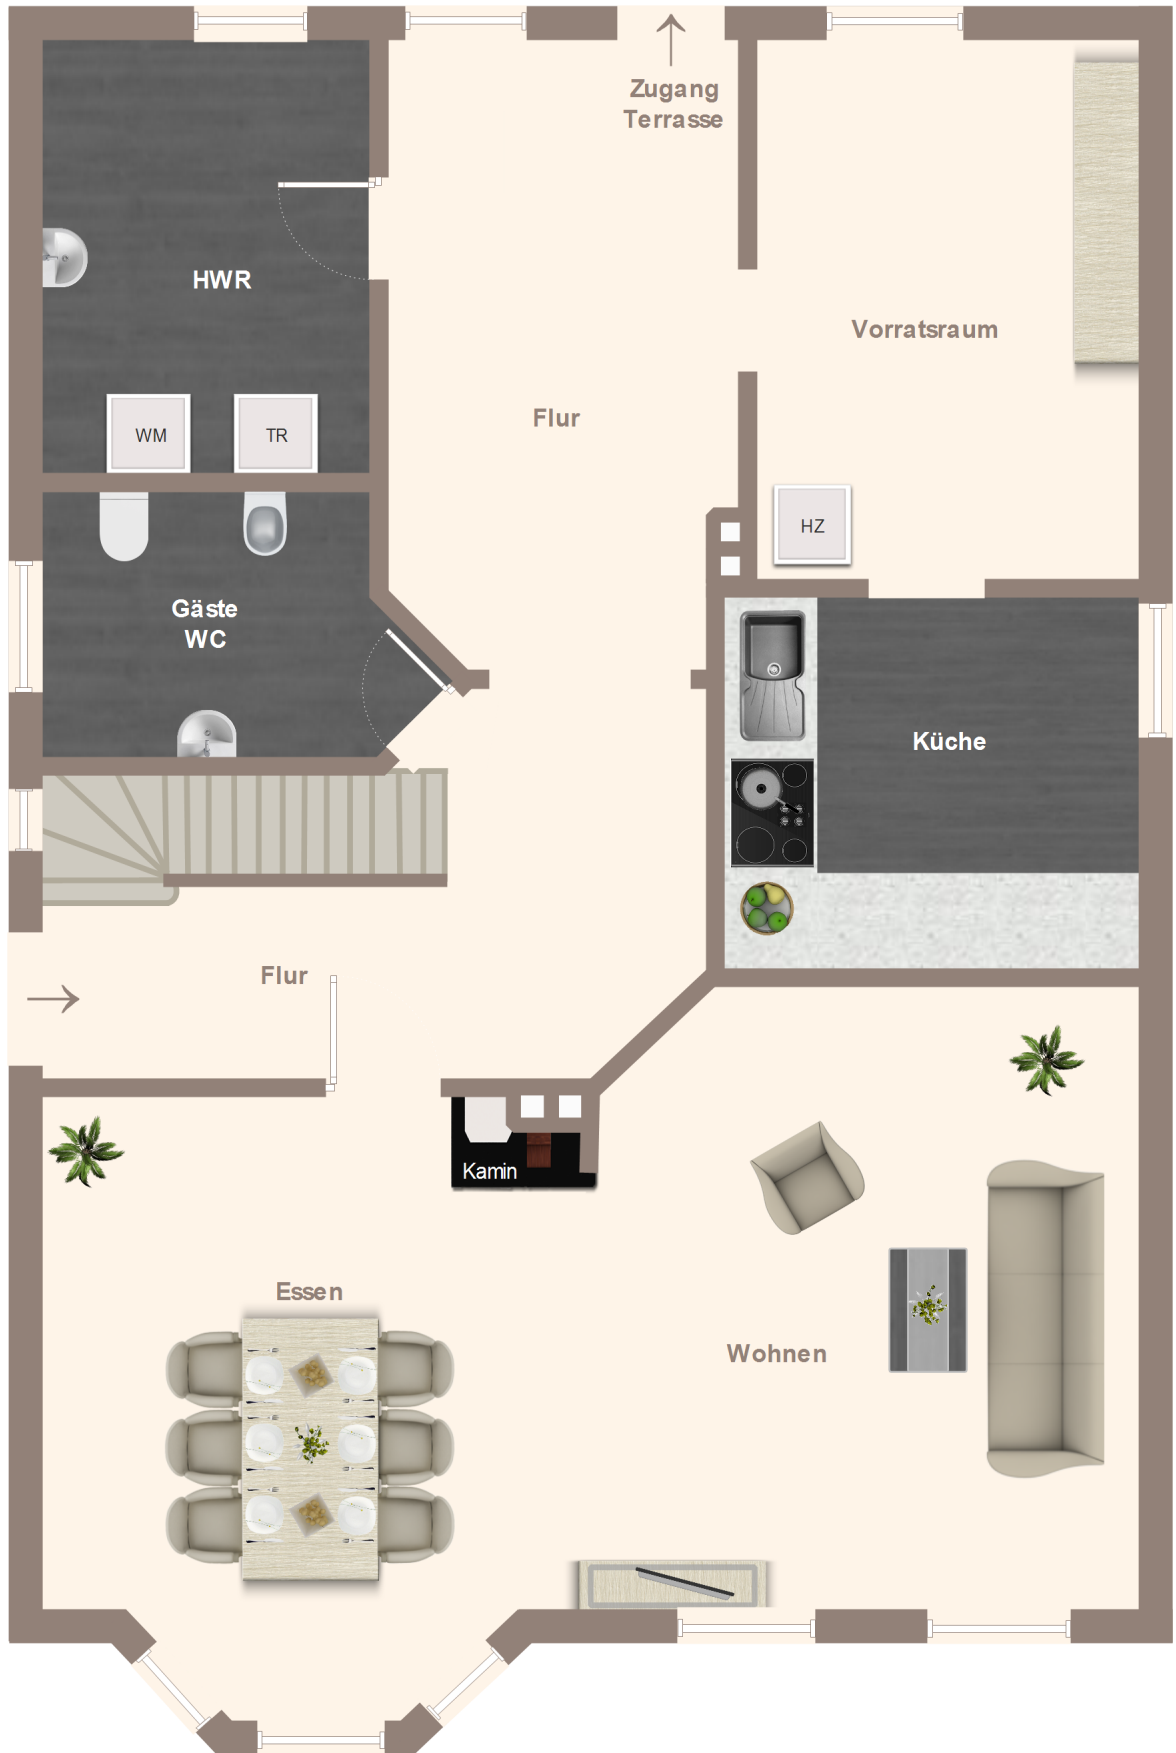 Zugang
Terrasse
HWR
Vorratsraum
Flur
WM
TR
HZ
Gäste
WC
Küche
Flur
Kamin
Essen
Wohnen